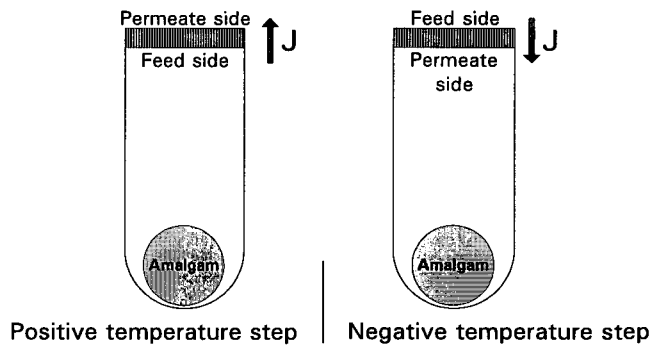 Permeate side
J
Feed side
Amalgam
Positive temperature step
Feed side
J
Permeate
side
Amalgam
Negative temperature step